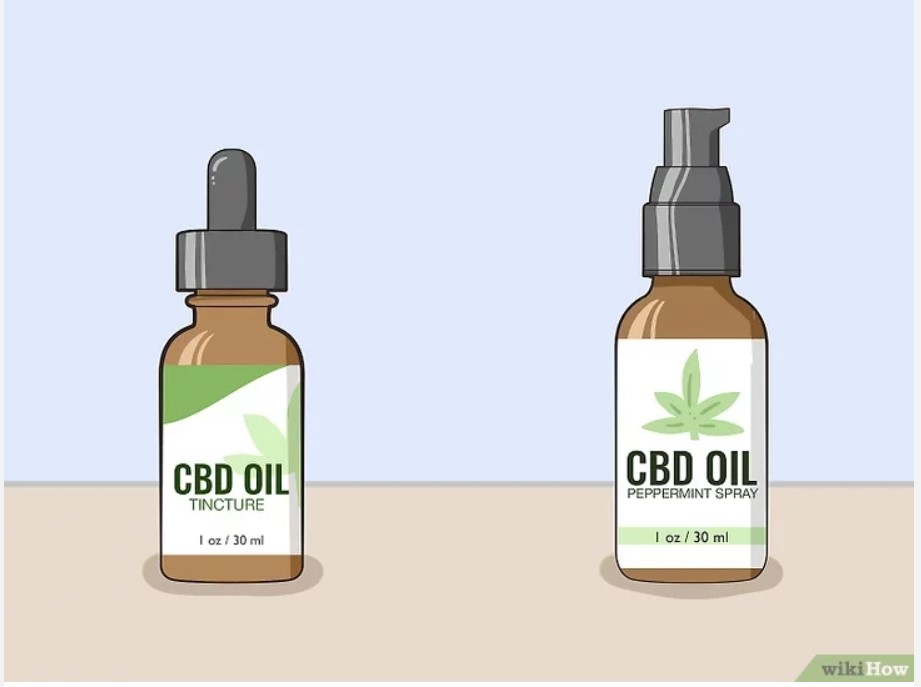 CBD OIL
TINCTURE
1 oz / 30 ml
CBD OIL
PEPPERMINT SPRAY
1 oz / 30 ml
wikiHow